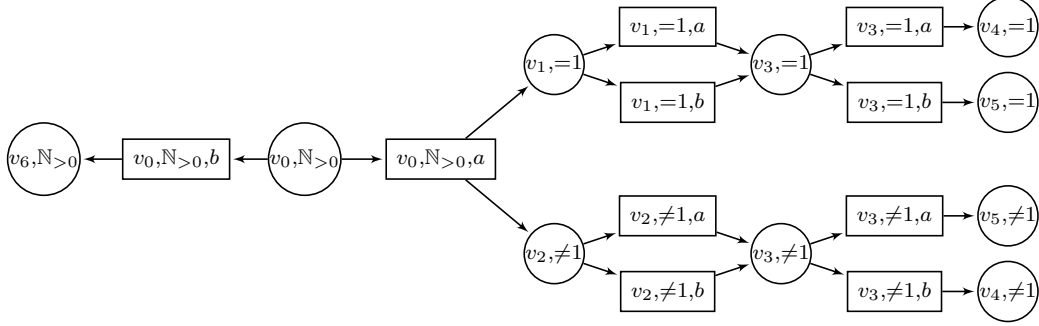 v₁,=1,a
v₃,=1,a
v₄,=1
v₁,=1
v₃,=1
v₁,=1,b
v₃,=1,b
v₅,=1
v₆,ℕ>0
v₀,ℕ>0,b
v₀,ℕ>0
v₀,ℕ>0,a
v₂,≠1,a
v₃,≠1,a
v₅,≠1
v₂,≠1
v₃,≠1
v₂,≠1,b
v₃,≠1,b
v₄,≠1